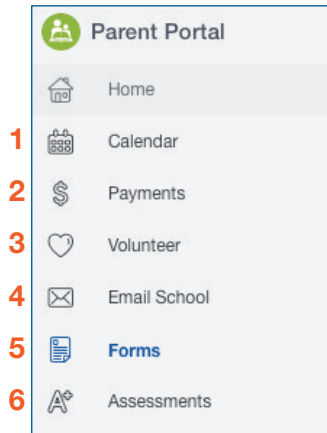 Parent Portal
Home
1 Calendar
2 Payments
3 Volunteer
4 Email School
5 Forms
6 Assessments